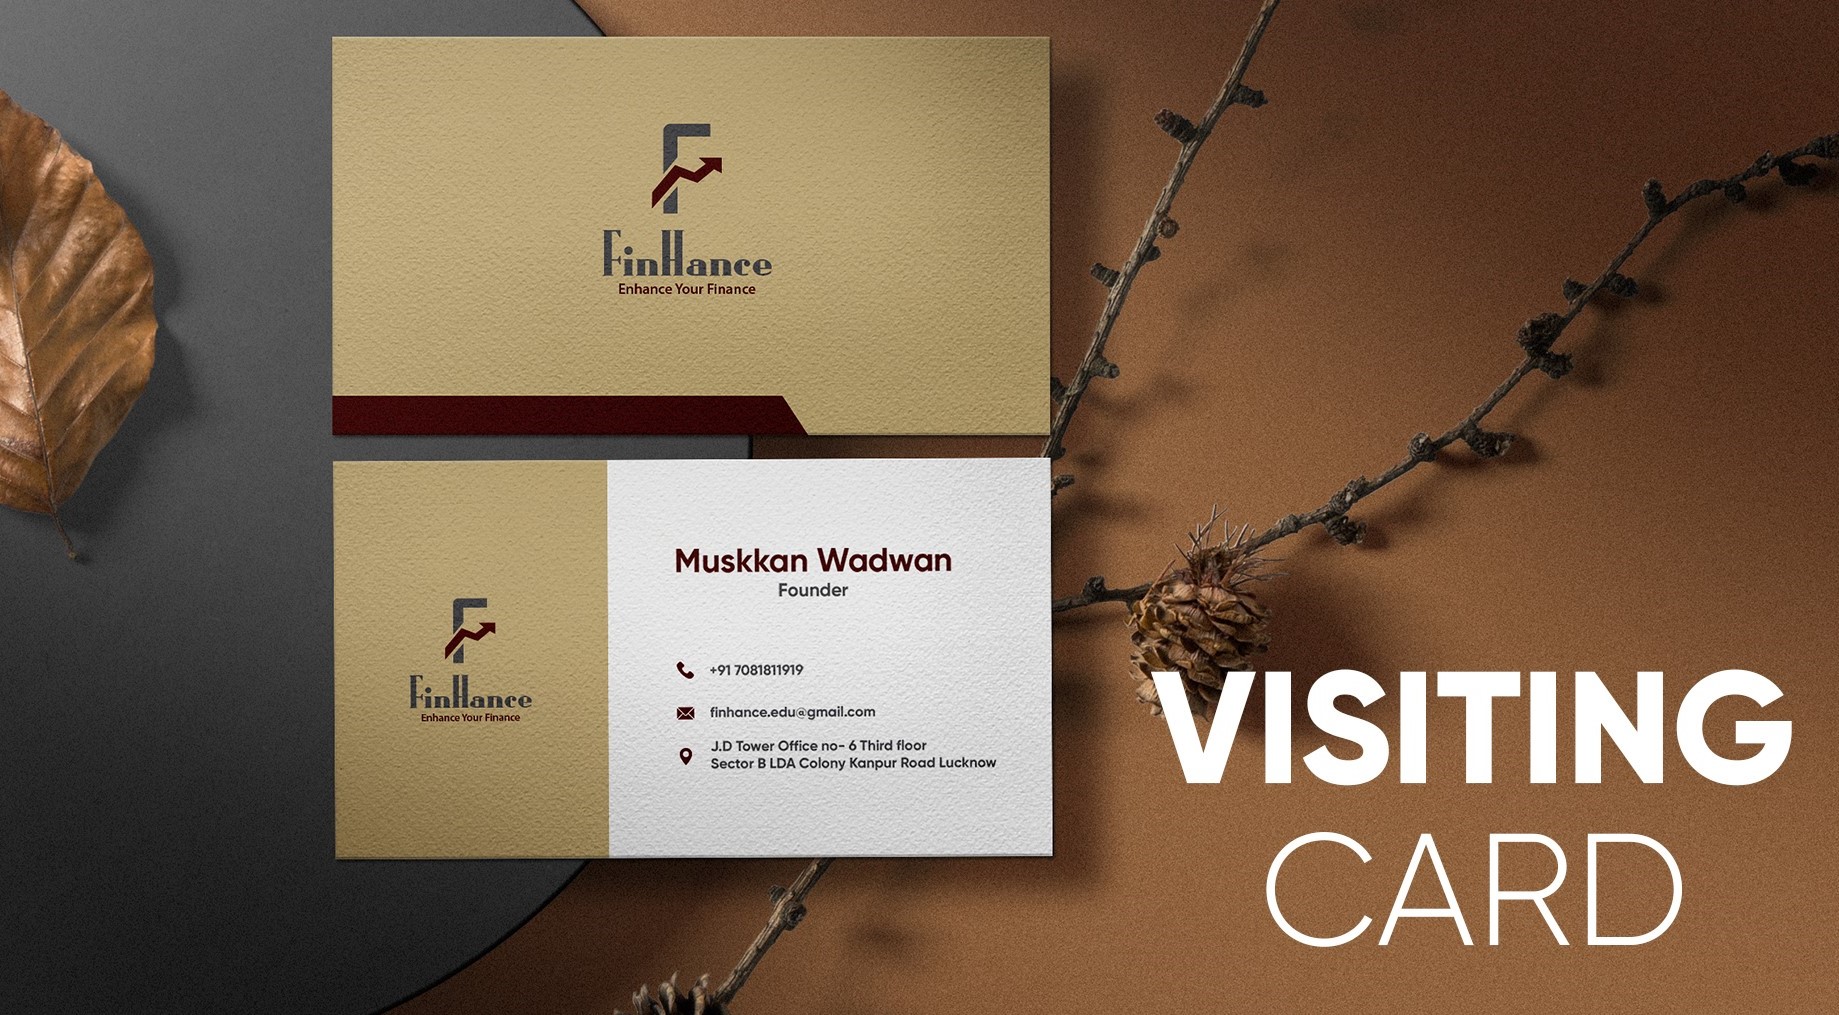 FinHance
Enhance Your Finance
Muskkan Wadwan
Founder
+91 7081811919
finhance.edu@gmail.com
J.D Tower Office no- 6 Third floor
Sector B LDA Colony Kanpur Road Lucknow
FinHance
Enhance Your Finance
VISITING
CARD